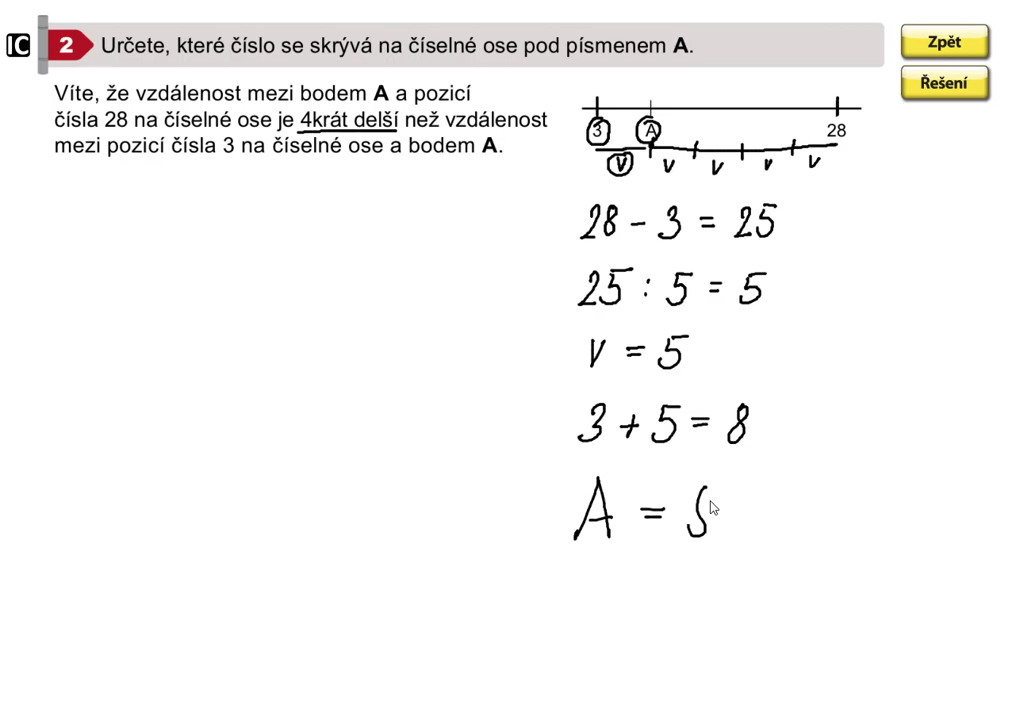 IC 2 Určete, které číslo se skrývá na číselné ose pod písmenem A.
Zpět
Řešení
Víte, že vzdálenost mezi bodem A a pozicí
čísla 28 na číselné ose je 4krát delší než vzdálenost
mezi pozicí čísla 3 na číselné ose a bodem A.
3 A 28
v v v v v
28 - 3 = 25
25 : 5 = 5
v = 5
3 + 5 = 8
A =